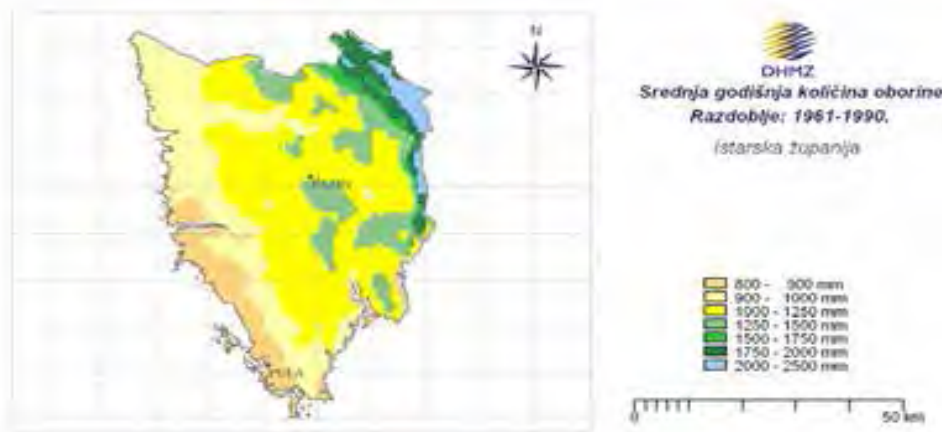 N
PULA
DHMZ
Srednja godišnja količina oborine
Razdoblje: 1961-1990.
Istarska županija
800 - 900 mm
900 - 1000 mm
1000 - 1250 mm
1250 - 1500 mm
1500 - 1750 mm
1750 - 2000 mm
2000 - 2500 mm
0 50 km